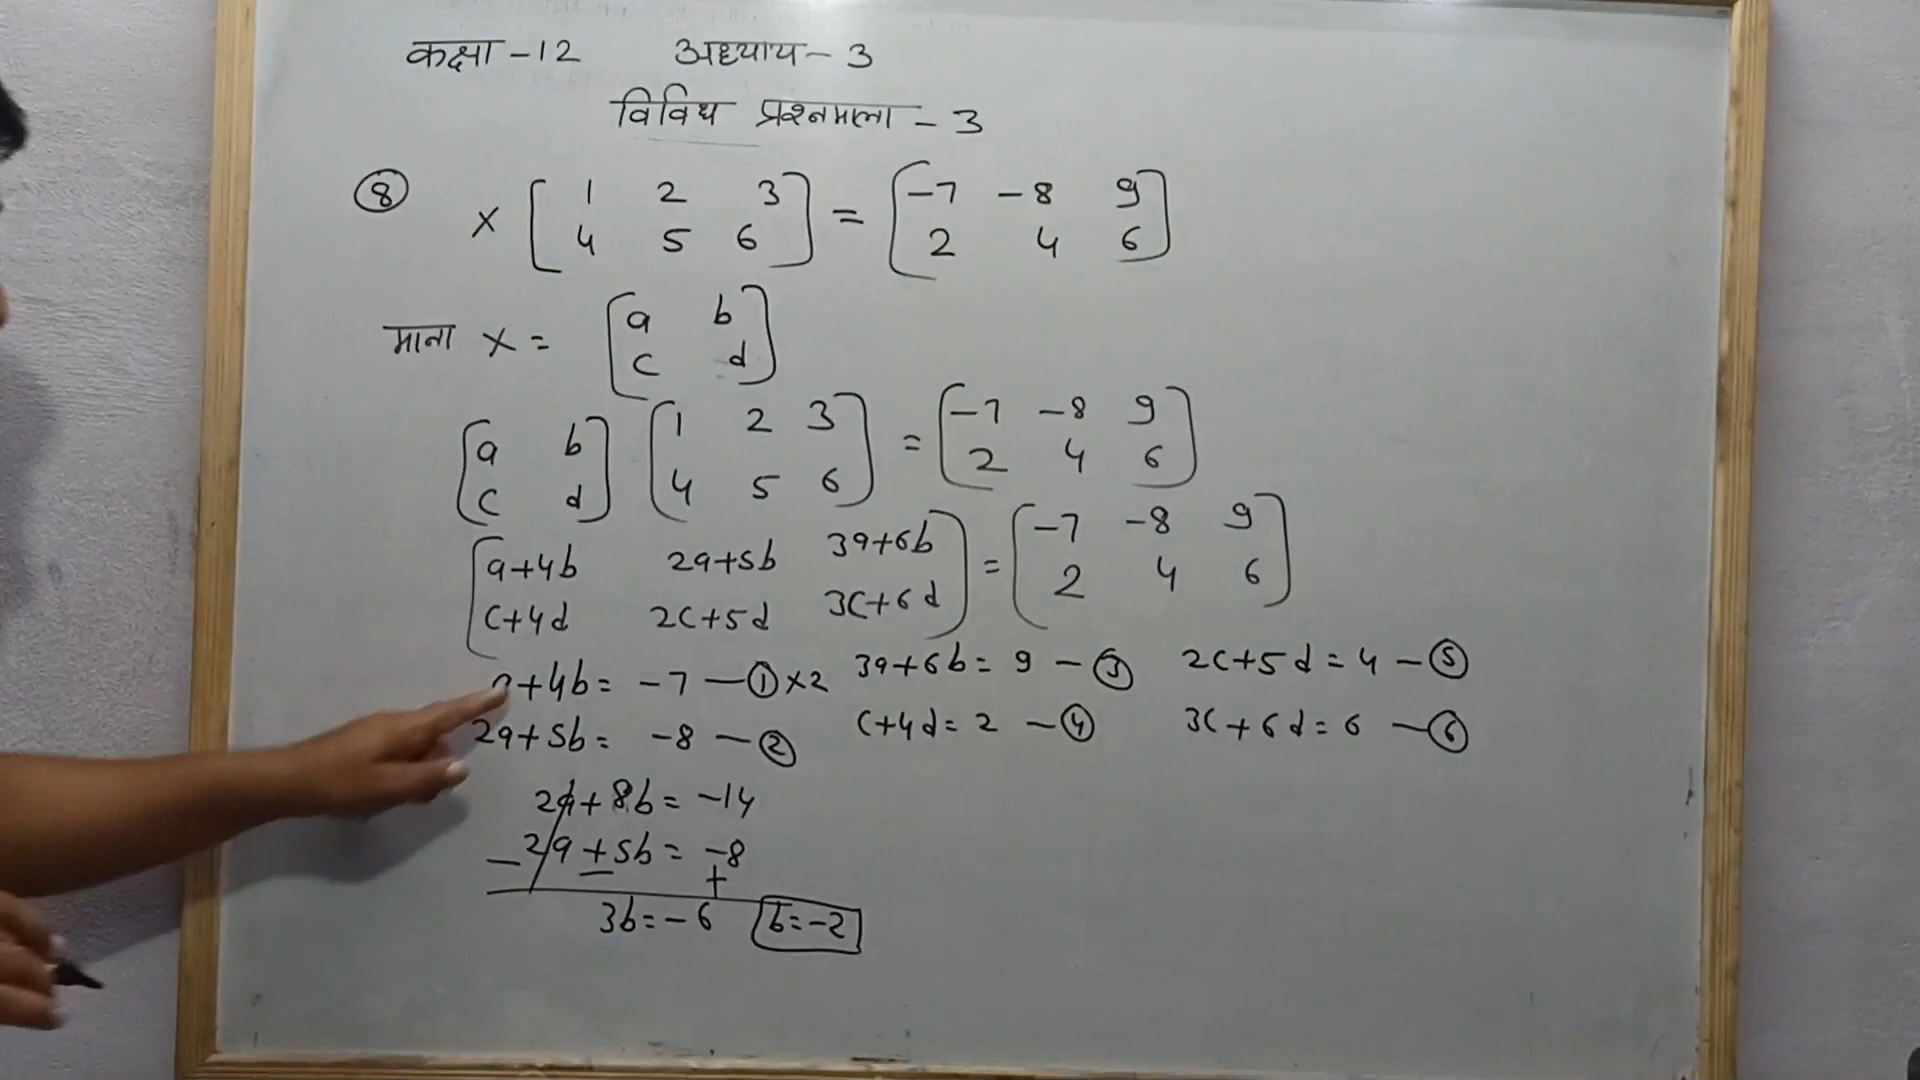 कक्षा - 12 अध्याय - 3
विविध प्रश्नमाला - 3
⑧ X [ 1 2 3 ] = [ -7 -8 9 ]
4 5 6 2 4 6
माना X = [ a b ]
c d
[ a b ] [ 1 2 3 ] = [ -7 -8 9 ]
c d 4 5 6 2 4 6
[ a+4b 2a+5b 3a+6b ] = [ -7 -8 9 ]
c+4d 2c+5d 3c+6d 2 4 6
a+4b = -7 — ① ×2 3a+6b = 9 — ③ 2c+5d = 4 — ⑤
2a+5b = -8 — ② c+4d = 2 — ④ 3c+6d = 6 — ⑥
2a + 8b = -14
- 2a + 5b = -8
- +
3b = -6 b = -2